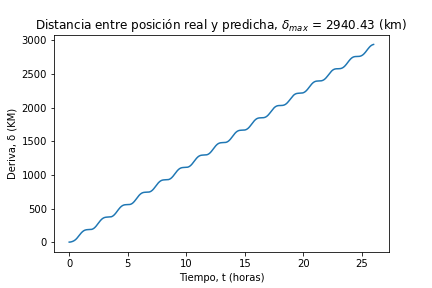 Distancia entre posición real y predicha, δmax = 2940.43 (km)
3000
2500
2000
1500
1000
500
0
Deriva, δ (KM)
0 5 10 15 20 25
Tiempo, t (horas)